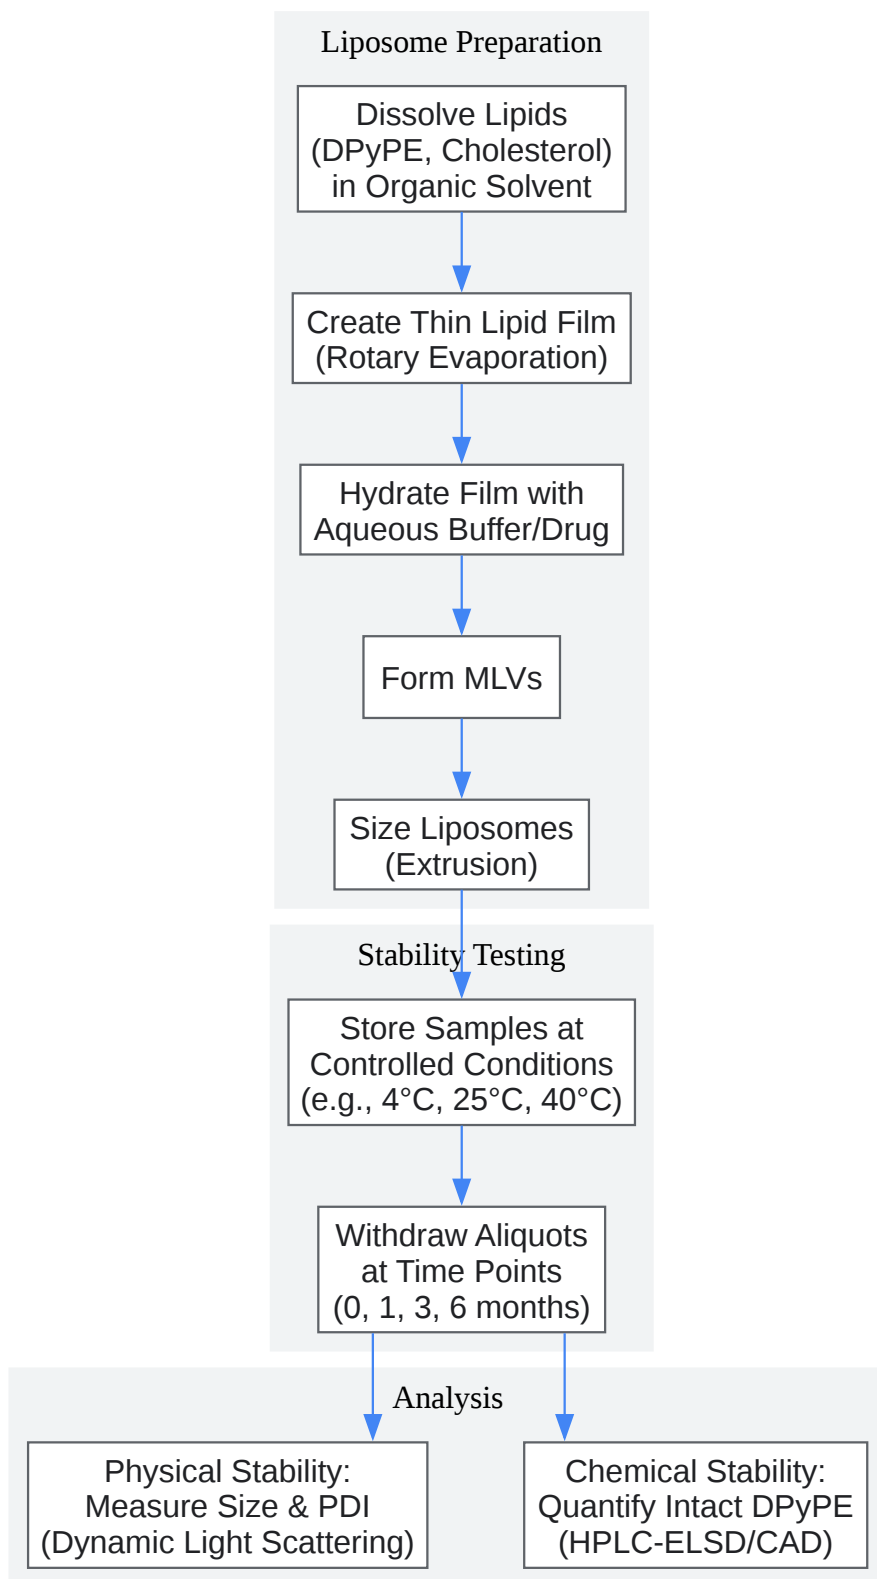 Liposome Preparation
Dissolve Lipids
(DPyPE, Cholesterol)
in Organic Solvent
Create Thin Lipid Film
(Rotary Evaporation)
Hydrate Film with
Aqueous Buffer/Drug
Form MLVs
Size Liposomes
(Extrusion)
Stability Testing
Store Samples at
Controlled Conditions
(e.g., 4°C, 25°C, 40°C)
Withdraw Aliquots
at Time Points
(0, 1, 3, 6 months)
Analysis
Physical Stability:
Measure Size & PDI
(Dynamic Light Scattering)
Chemical Stability:
Quantify Intact DPyPE
(HPLC-ELSD/CAD)